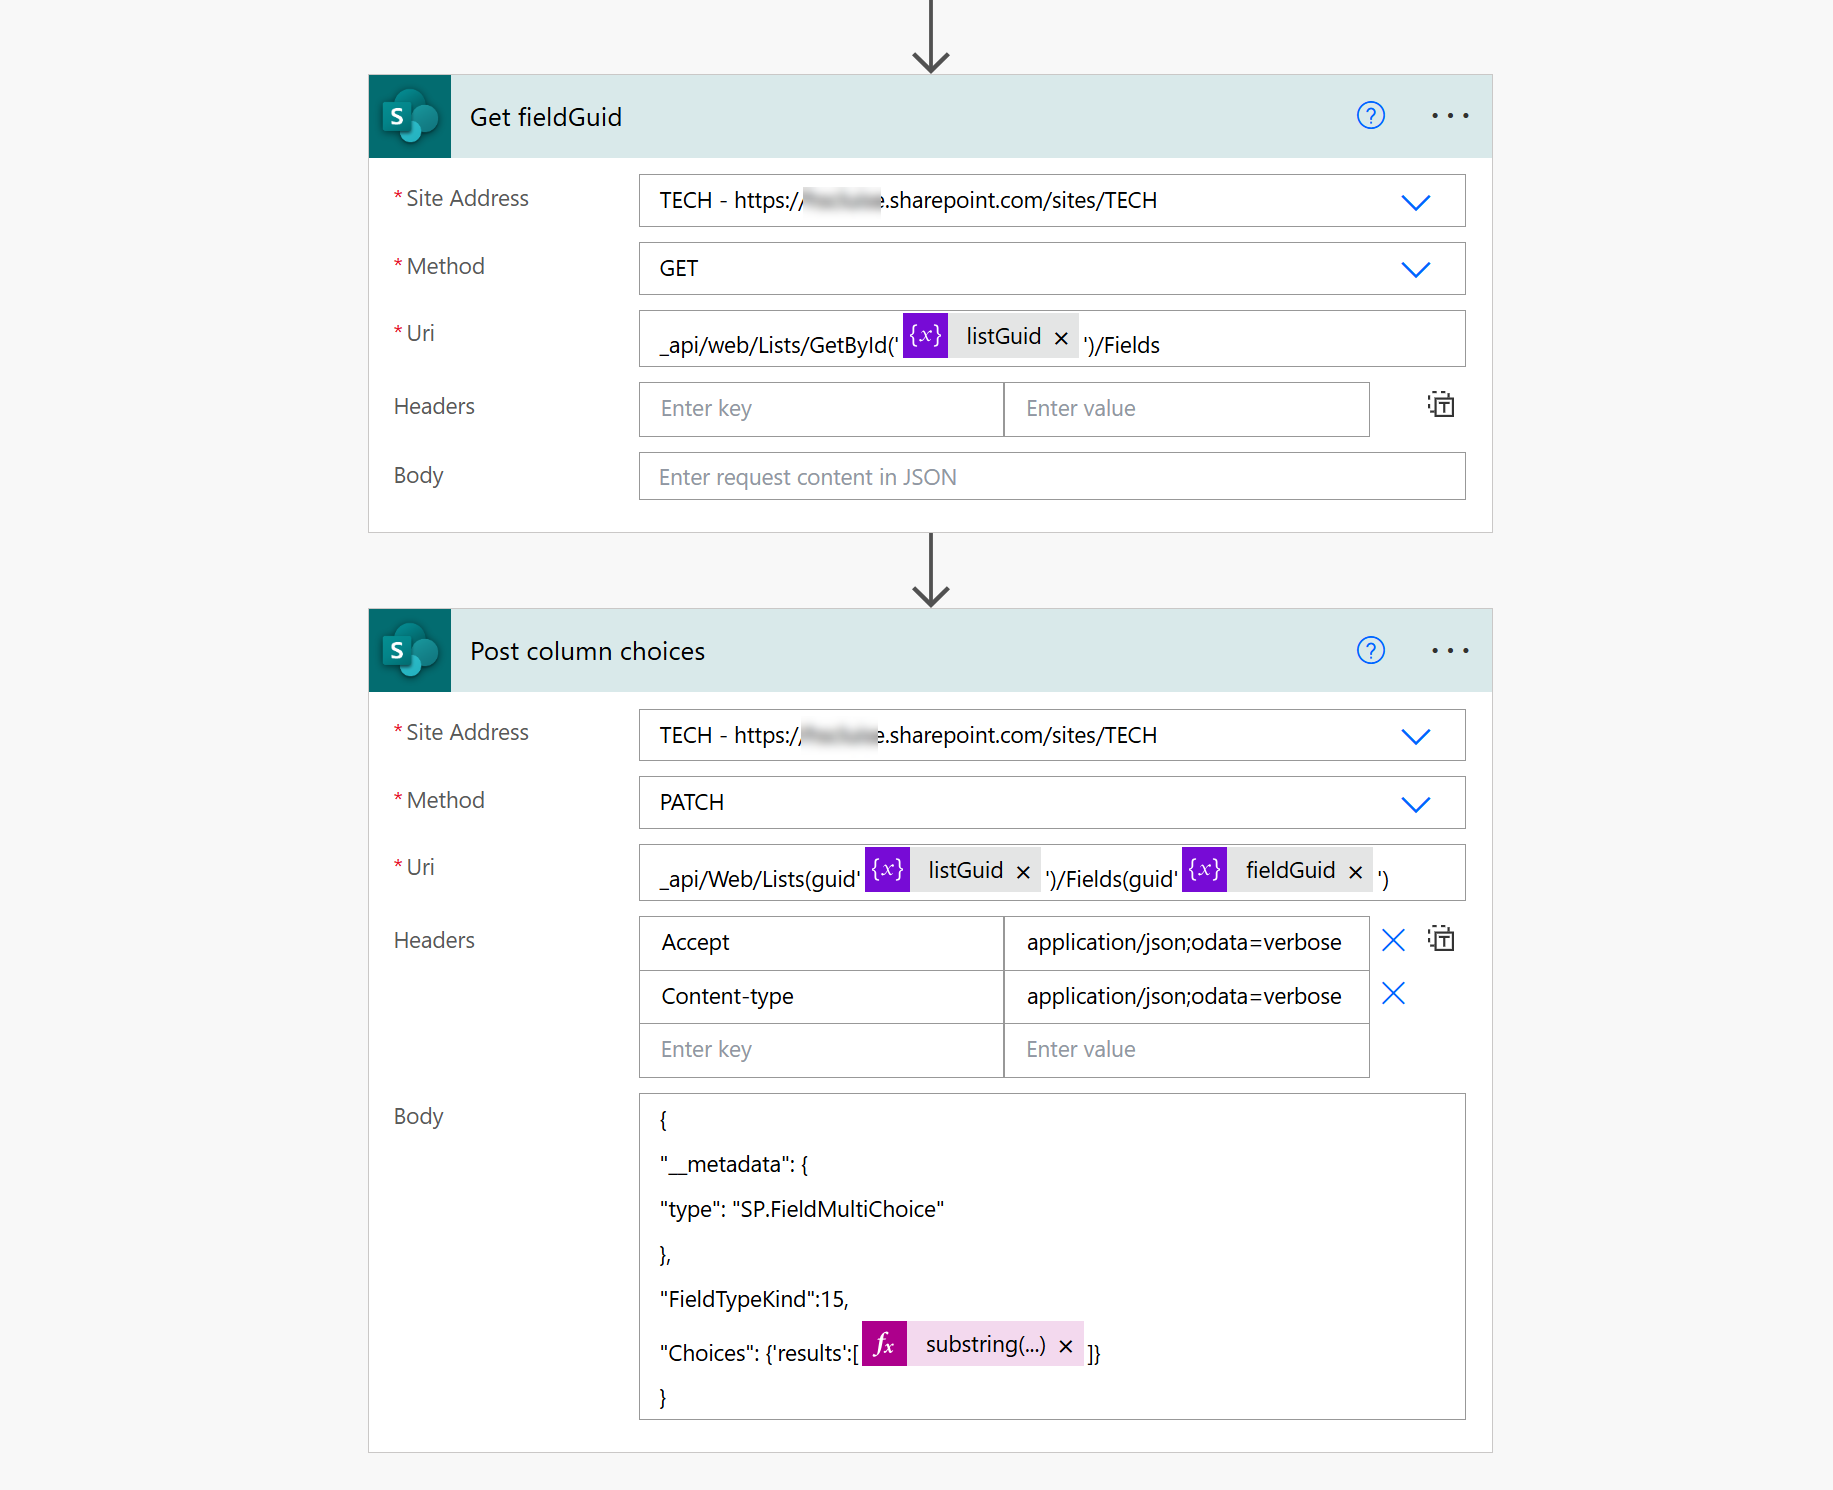 S
Get fieldGuid
?
* Site Address
TECH - https:// e.sharepoint.com/sites/TECH
* Method
GET
* Uri
_api/web/Lists/GetById(' {x} listGuid × ')/Fields
Headers
Enter key
Enter value
T
Body
Enter request content in JSON
S
Post column choices
?
* Site Address
TECH - https:// e.sharepoint.com/sites/TECH
* Method
PATCH
* Uri
_api/Web/Lists(guid' {x} listGuid × ')/Fields(guid' {x} fieldGuid × ')
Headers
Accept
application/json;odata=verbose
T
Content-type
application/json;odata=verbose
Enter key
Enter value
Body
{
"__metadata": {
"type": "SP.FieldMultiChoice"
},
"FieldTypeKind":15,
"Choices": {'results':[ fx substring(...) × ]}
}